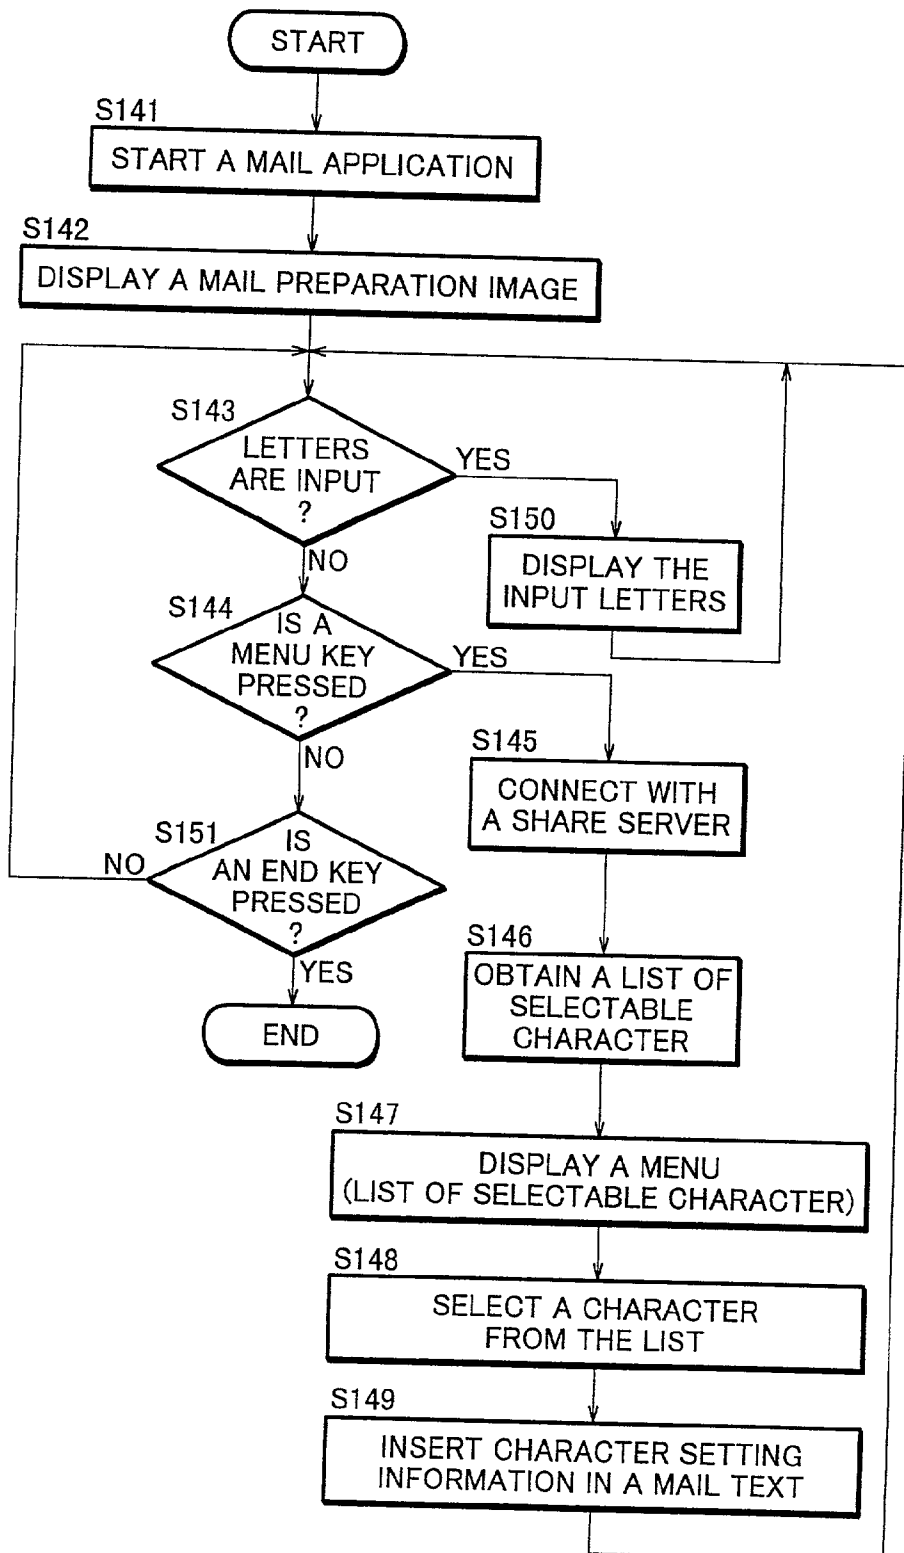 START
S141
START A MAIL APPLICATION
S142
DISPLAY A MAIL PREPARATION IMAGE
S143
LETTERS
ARE INPUT
?
YES
NO
S150
DISPLAY THE
INPUT LETTERS
S144
IS A
MENU KEY
PRESSED
?
YES
NO
S145
CONNECT WITH
A SHARE SERVER
S151
IS
AN END KEY
PRESSED
?
NO
YES
END
S146
OBTAIN A LIST OF
SELECTABLE
CHARACTER
S147
DISPLAY A MENU
(LIST OF SELECTABLE CHARACTER)
S148
SELECT A CHARACTER
FROM THE LIST
S149
INSERT CHARACTER SETTING
INFORMATION IN A MAIL TEXT